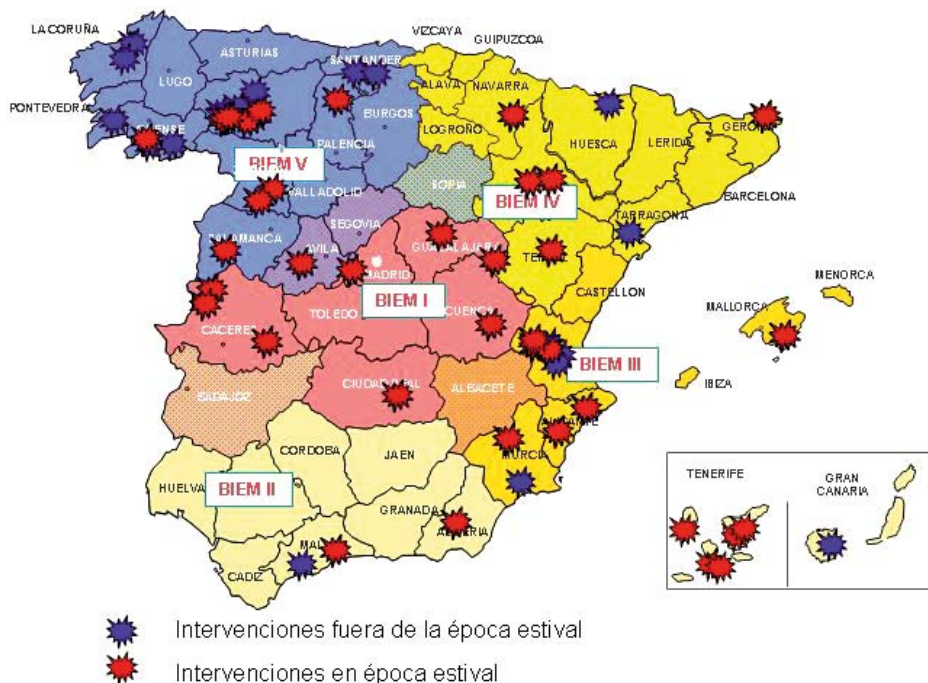 LA CORUÑA
VIZCAYA
GUIPUZCOA
ASTURIAS
SANTANDER
LUGO
ALAVA
NAVARRA
PONTEVEDRA
BURGOS
LOGROÑO
HUESCA
LERIDA
GERONA
PALENCIA
BIEM V
SORIA
BARCELONA
VALLADOLID
BIEM IV
TARRAGONA
SEGOVIA
SALAMANCA
GUADALAJARA
AVILA
MADRID
MENORCA
CASTELLON
MALLORCA
BIEM I
TOLEDO
CUENCA
CACERES
BIEM III
IBIZA
CIUDAD REAL
ALBACETE
BADAJOZ
ALICANTE
CORDOBA
JAEN
MURCIA
HUELVA
BIEM II
GRANADA
ALMERIA
CADIZ
TENERIFE
GRAN
CANARIA
Intervenciones fuera de la época estival
Intervenciones en época estival